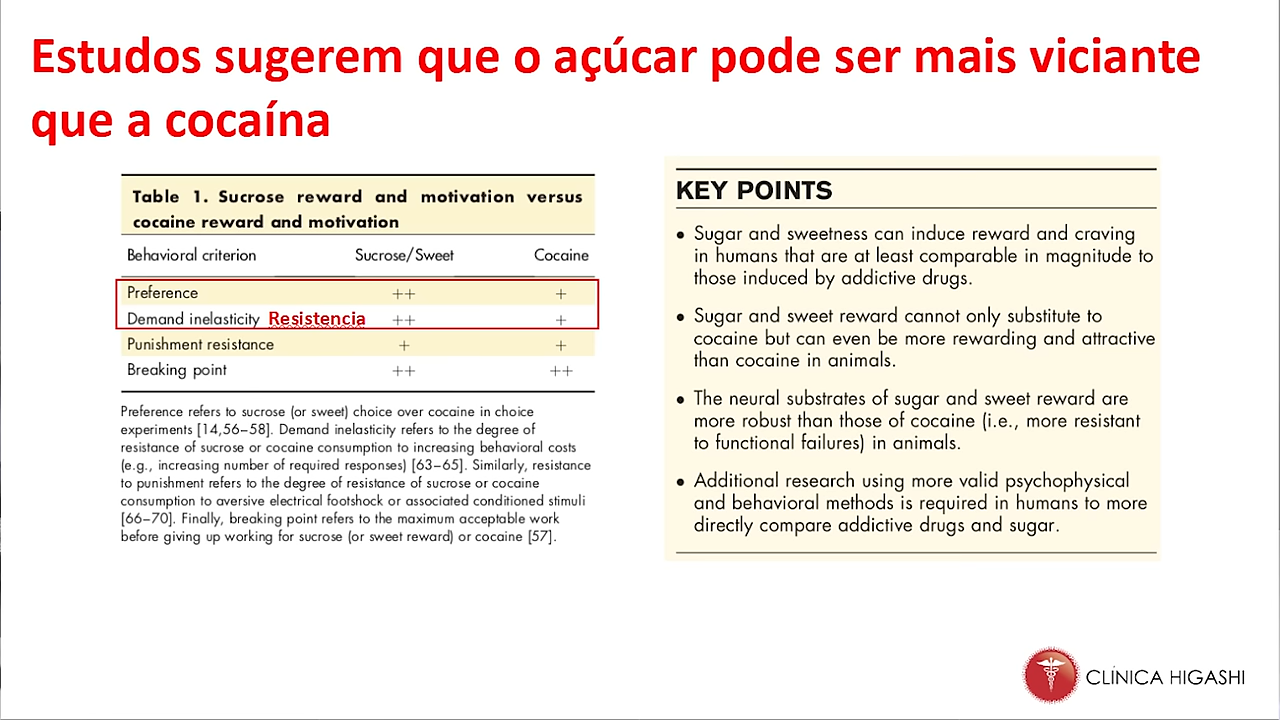 Estudos sugerem que o açúcar pode ser mais viciante
que a cocaína
Table 1. Sucrose reward and motivation versus
cocaine reward and motivation
Behavioral criterion Sucrose/Sweet Cocaine
Preference ++ +
Demand inelasticity Resistencia ++ +
Punishment resistance + +
Breaking point ++ ++
Preference refers to sucrose (or sweet) choice over cocaine in choice
experiments [14,56–58]. Demand inelasticity refers to the degree of
resistance of sucrose or cocaine consumption to increasing behavioral costs
(e.g., increasing number of required responses) [63–65]. Similarly, resistance
to punishment refers to the degree of resistance of sucrose or cocaine
consumption to aversive electrical footshock or associated conditioned stimuli
[66–70]. Finally, breaking point refers to the maximum acceptable work
before giving up working for sucrose (or sweet reward) or cocaine [57].
KEY POINTS
• Sugar and sweetness can induce reward and craving
in humans that are at least comparable in magnitude to
those induced by addictive drugs.
• Sugar and sweet reward cannot only substitute to
cocaine but can even be more rewarding and attractive
than cocaine in animals.
• The neural substrates of sugar and sweet reward are
more robust than those of cocaine (i.e., more resistant
to functional failures) in animals.
• Additional research using more valid psychophysical
and behavioral methods is required in humans to more
directly compare addictive drugs and sugar.
CLÍNICA HIGASHI